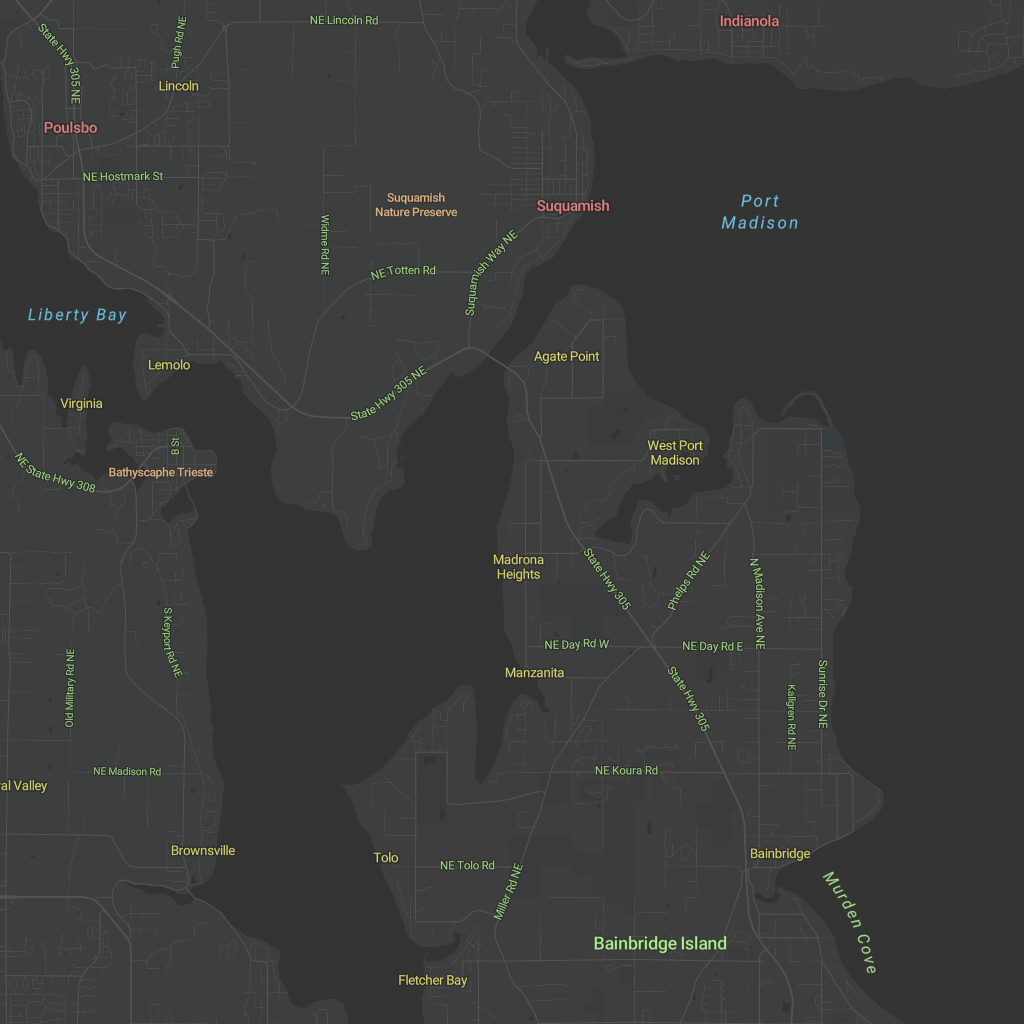 Indianola
NE Lincoln Rd
Pugh Rd NE
State Hwy 305 NE
Lincoln
Poulsbo
NE Hostmark St
Suquamish
Nature Preserve
Suquamish
Port
Madison
Widme Rd NE
Suquamish Way NE
NE Totten Rd
Liberty Bay
Agate Point
Lemolo
State Hwy 305 NE
Virginia
B St
West Port
Madison
NE State Hwy 308
Bathyscaphe Trieste
Madrona
Heights
State Hwy 305
Phelps Rd NE
N Madison Ave NE
S Keyport Rd NE
NE Day Rd W
NE Day Rd E
Old Military Rd NE
Manzanita
State Hwy 305
Sunrise Dr NE
Kallgren Rd NE
NE Madison Rd
NE Koura Rd
al Valley
Brownsville
Tolo
NE Tolo Rd
Bainbridge
Miller Rd NE
Murden Cove
Bainbridge Island
Fletcher Bay